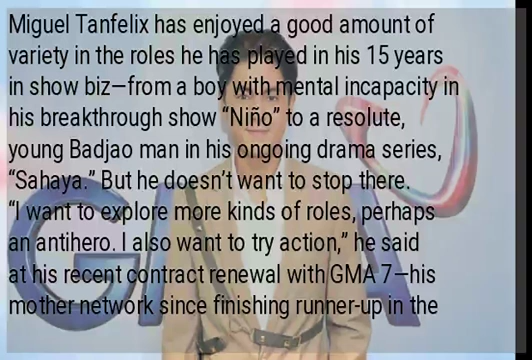 Miguel Tanfelix has enjoyed a good amount of
variety in the roles he has played in his 15 years
in show biz—from a boy with mental incapacity in
his breakthrough show “Niño” to a resolute,
young Badjao man in his ongoing drama series,
“Sahaya.” But he doesn’t want to stop there.
“I want to explore more kinds of roles, perhaps
an antihero. I also want to try action,” he said
at his recent contract renewal with GMA 7—his
mother network since finishing runner-up in the